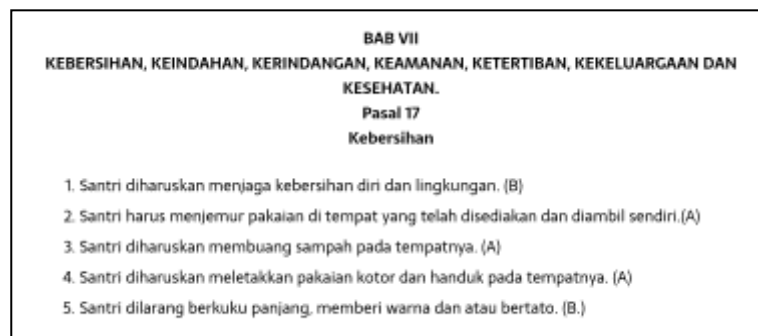 BAB VII
KEBERSIHAN, KEINDAHAN, KERINDANGAN, KEAMANAN, KETERTIBAN, KEKELUARGAAN DAN
KESEHATAN.
Pasal 17
Kebersihan
1. Santri diharuskan menjaga kebersihan diri dan lingkungan. (B)
2. Santri harus menjemur pakaian di tempat yang telah disediakan dan diambil sendiri.(A)
3. Santri diharuskan membuang sampah pada tempatnya. (A)
4. Santri diharuskan meletakkan pakaian kotor dan handuk pada tempatnya. (A)
5. Santri dilarang berkuku panjang, memberi warna dan atau bertato. (B.)